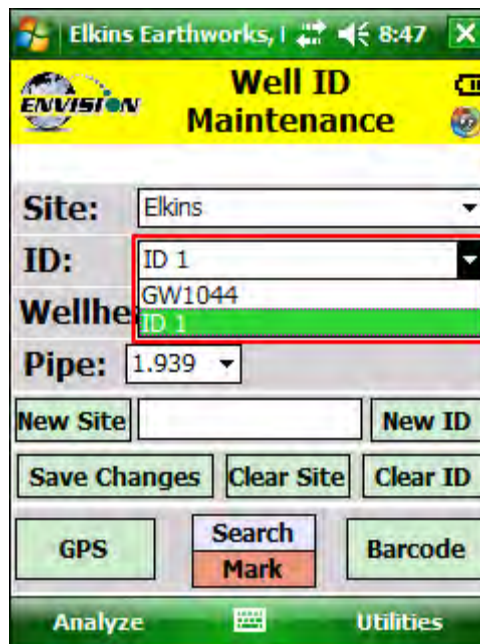 Elkins Earthworks, 8:47
ENVISION
Well ID
Maintenance
Site: Elkins
ID: ID 1
GW1044
Wellhe ID 1
Pipe: 1.939
New Site New ID
Save Changes Clear Site Clear ID
GPS Search Barcode
Mark
Analyze Utilities